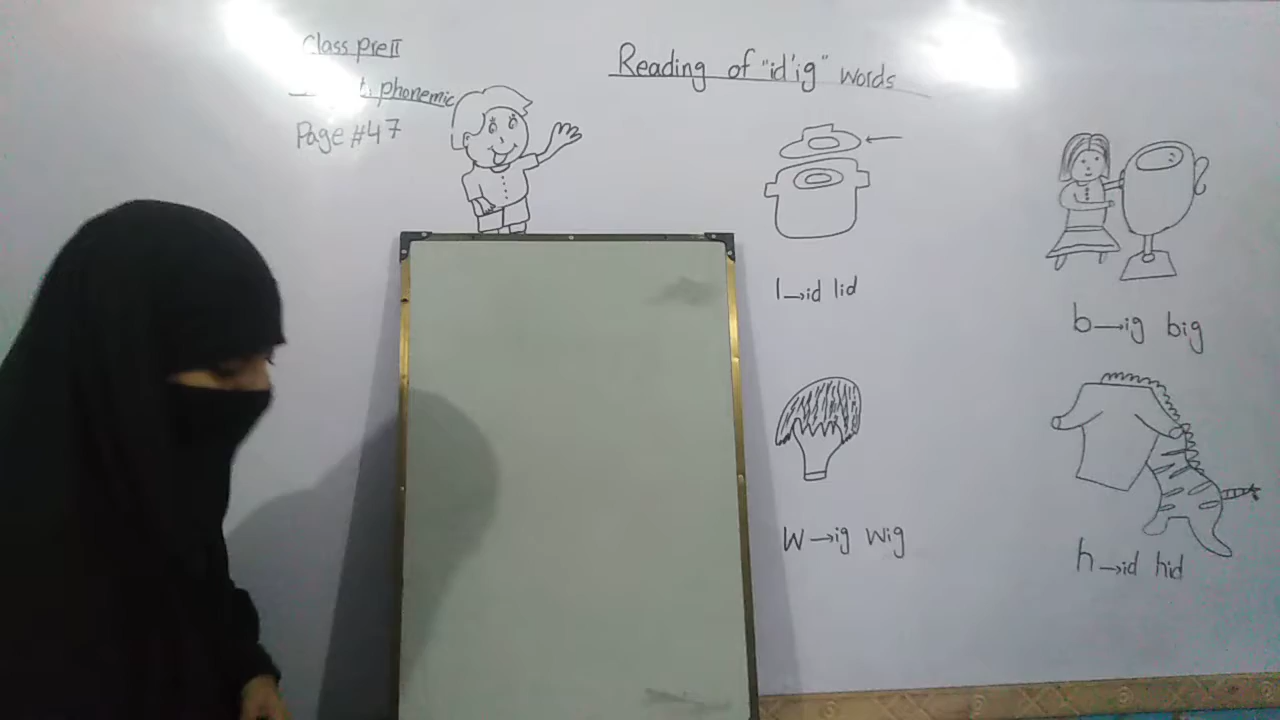 Class pre II
phonemic
Page #47
Reading of "id'ig" words
l→id lid
b→ig big
w→ig wig
h→id hid